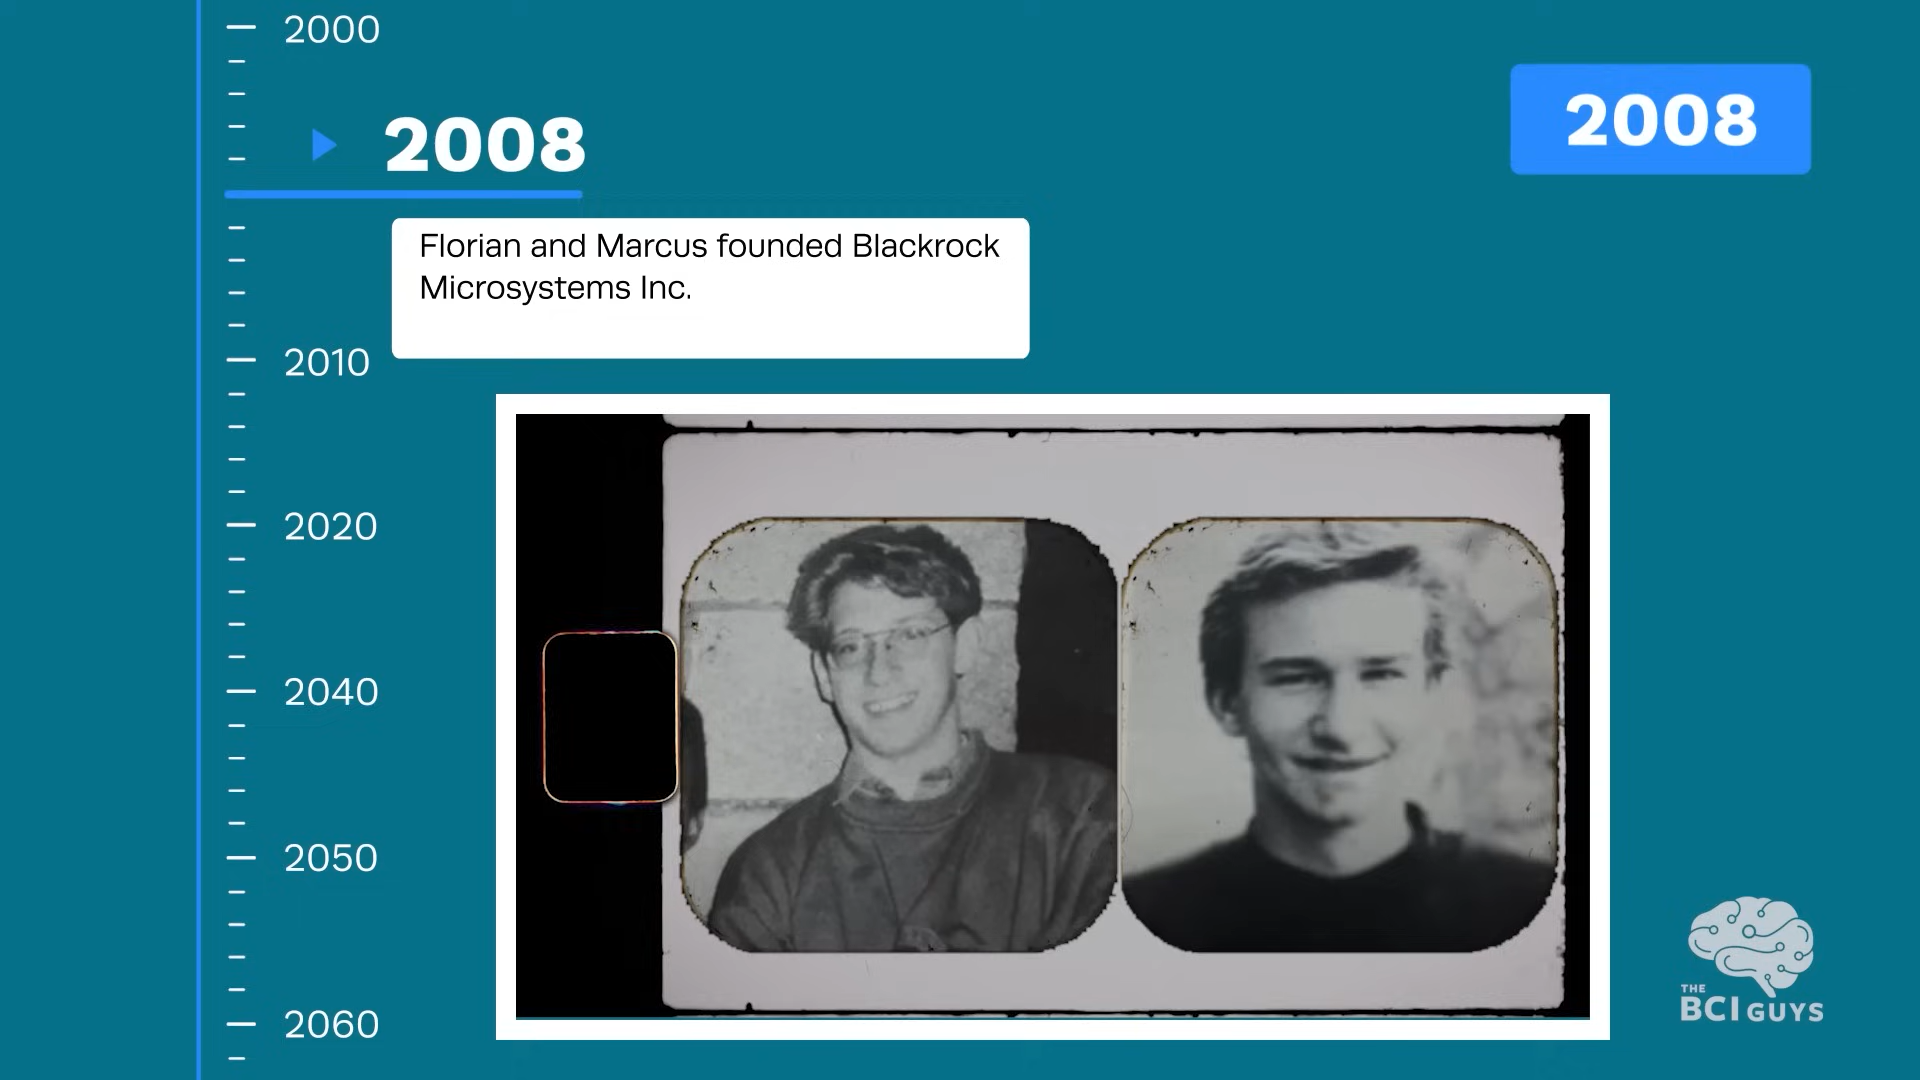 2000
2008
2008
Florian and Marcus founded Blackrock
Microsystems Inc.
2010
2020
2040
2050
2060
THE
BCI GUYS